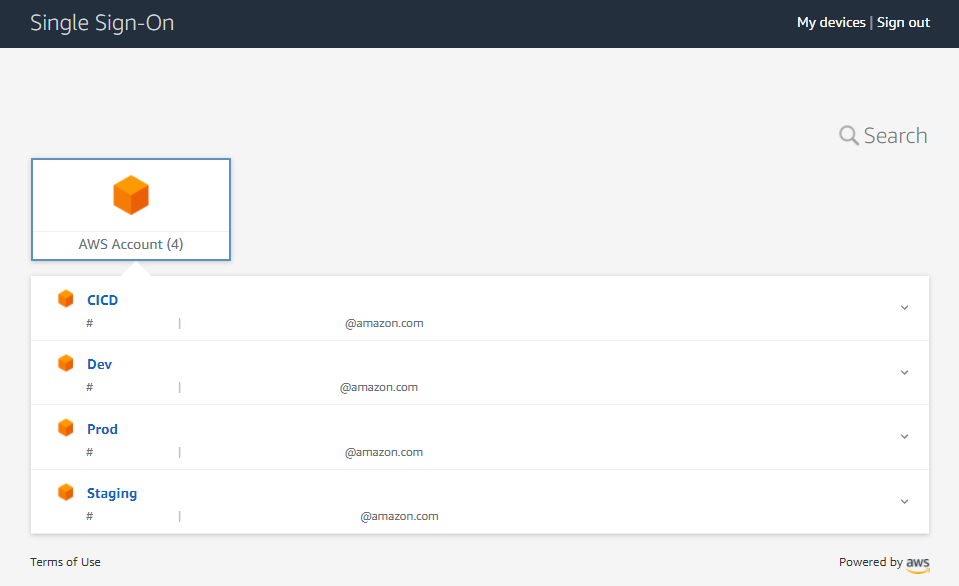 Single Sign-On
My devices | Sign out
Search
AWS Account (4)
CICD
# | @amazon.com
Dev
# | @amazon.com
Prod
# | @amazon.com
Staging
# | @amazon.com
Terms of Use
Powered by aws